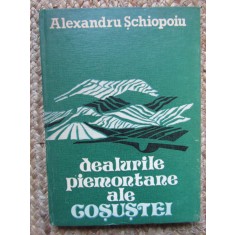 Alexandru Șchiopoiu
dealurile
piemontane
ale
COȘUȘTEI